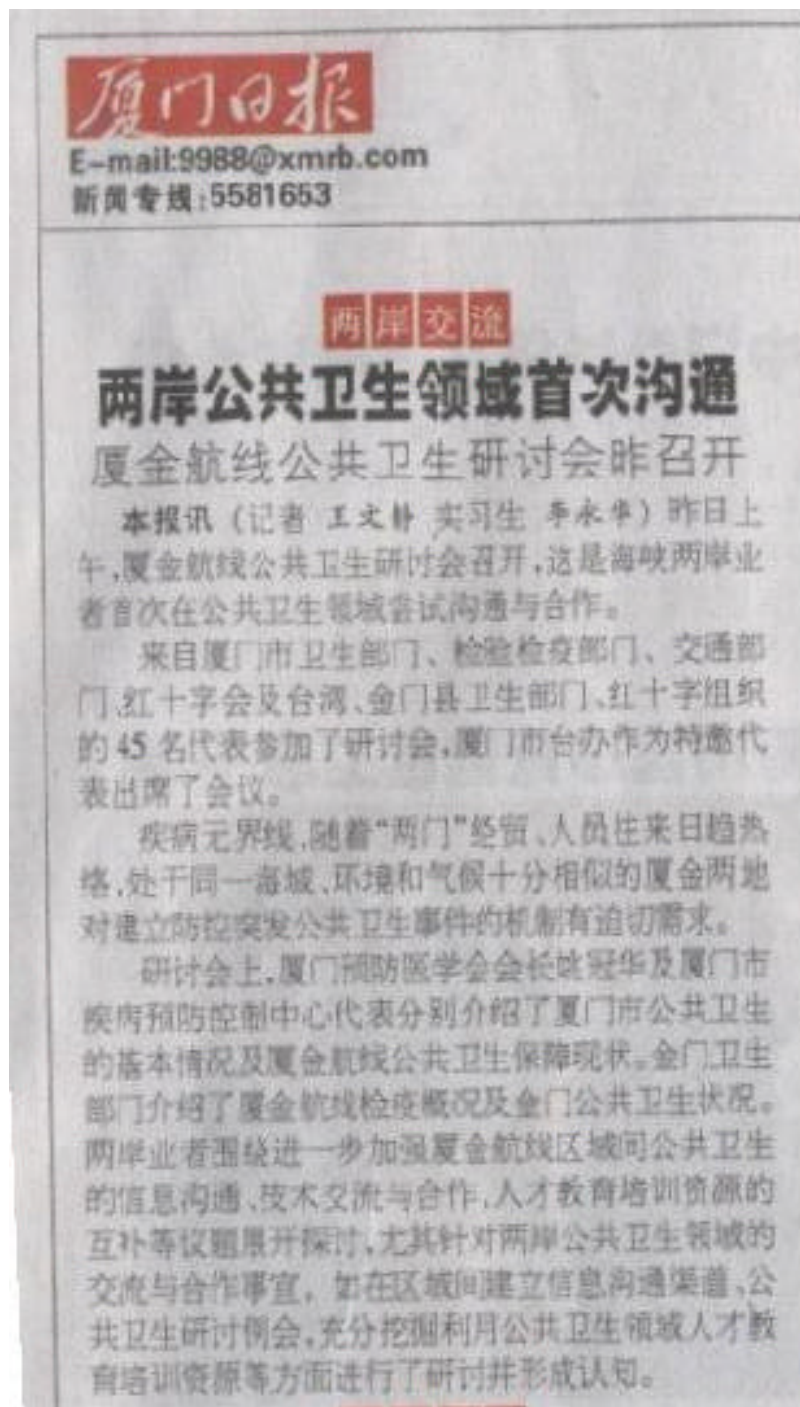 厦门日报
E-mail:9988@xmrb.com
新闻专线:5581653
两岸交流
两岸公共卫生领域首次沟通
厦金航线公共卫生研讨会昨召开
本报讯（记者 王文静 实习生 李永华）昨日上
午,厦金航线公共卫生研讨会召开,这是海峡两岸业
者首次在公共卫生领域尝试沟通与合作。
来自厦门市卫生部门、检验检疫部门、交通部
门、红十字会及台湾、金门县卫生部门、红十字组织
的45名代表参加了研讨会,厦门市台办作为特邀代
表出席了会议。
疾病无界线,随着“两门”经贸、人员往来日趋热
络,处于同一海域、环境和气候十分相似的厦金两地
对建立防控突发公共卫生事件的机制有迫切需求。
研讨会上,厦门预防医学会会长姚冠华及厦门市
疾病预防控制中心代表分别介绍了厦门市公共卫生
的基本情况及厦金航线公共卫生保障现状。金门卫生
部门介绍了厦金航线检疫概况及金门公共卫生状况。
两岸业者围绕进一步加强厦金航线区域间公共卫生
的信息沟通、技术交流与合作,人才教育培训资源的
互补等议题展开探讨,尤其针对两岸公共卫生领域的
交流与合作事宜，如在区域间建立信息沟通渠道、公
共卫生研讨例会,充分挖掘利用公共卫生领域人才教
育培训资源等方面进行了研讨并形成认知。